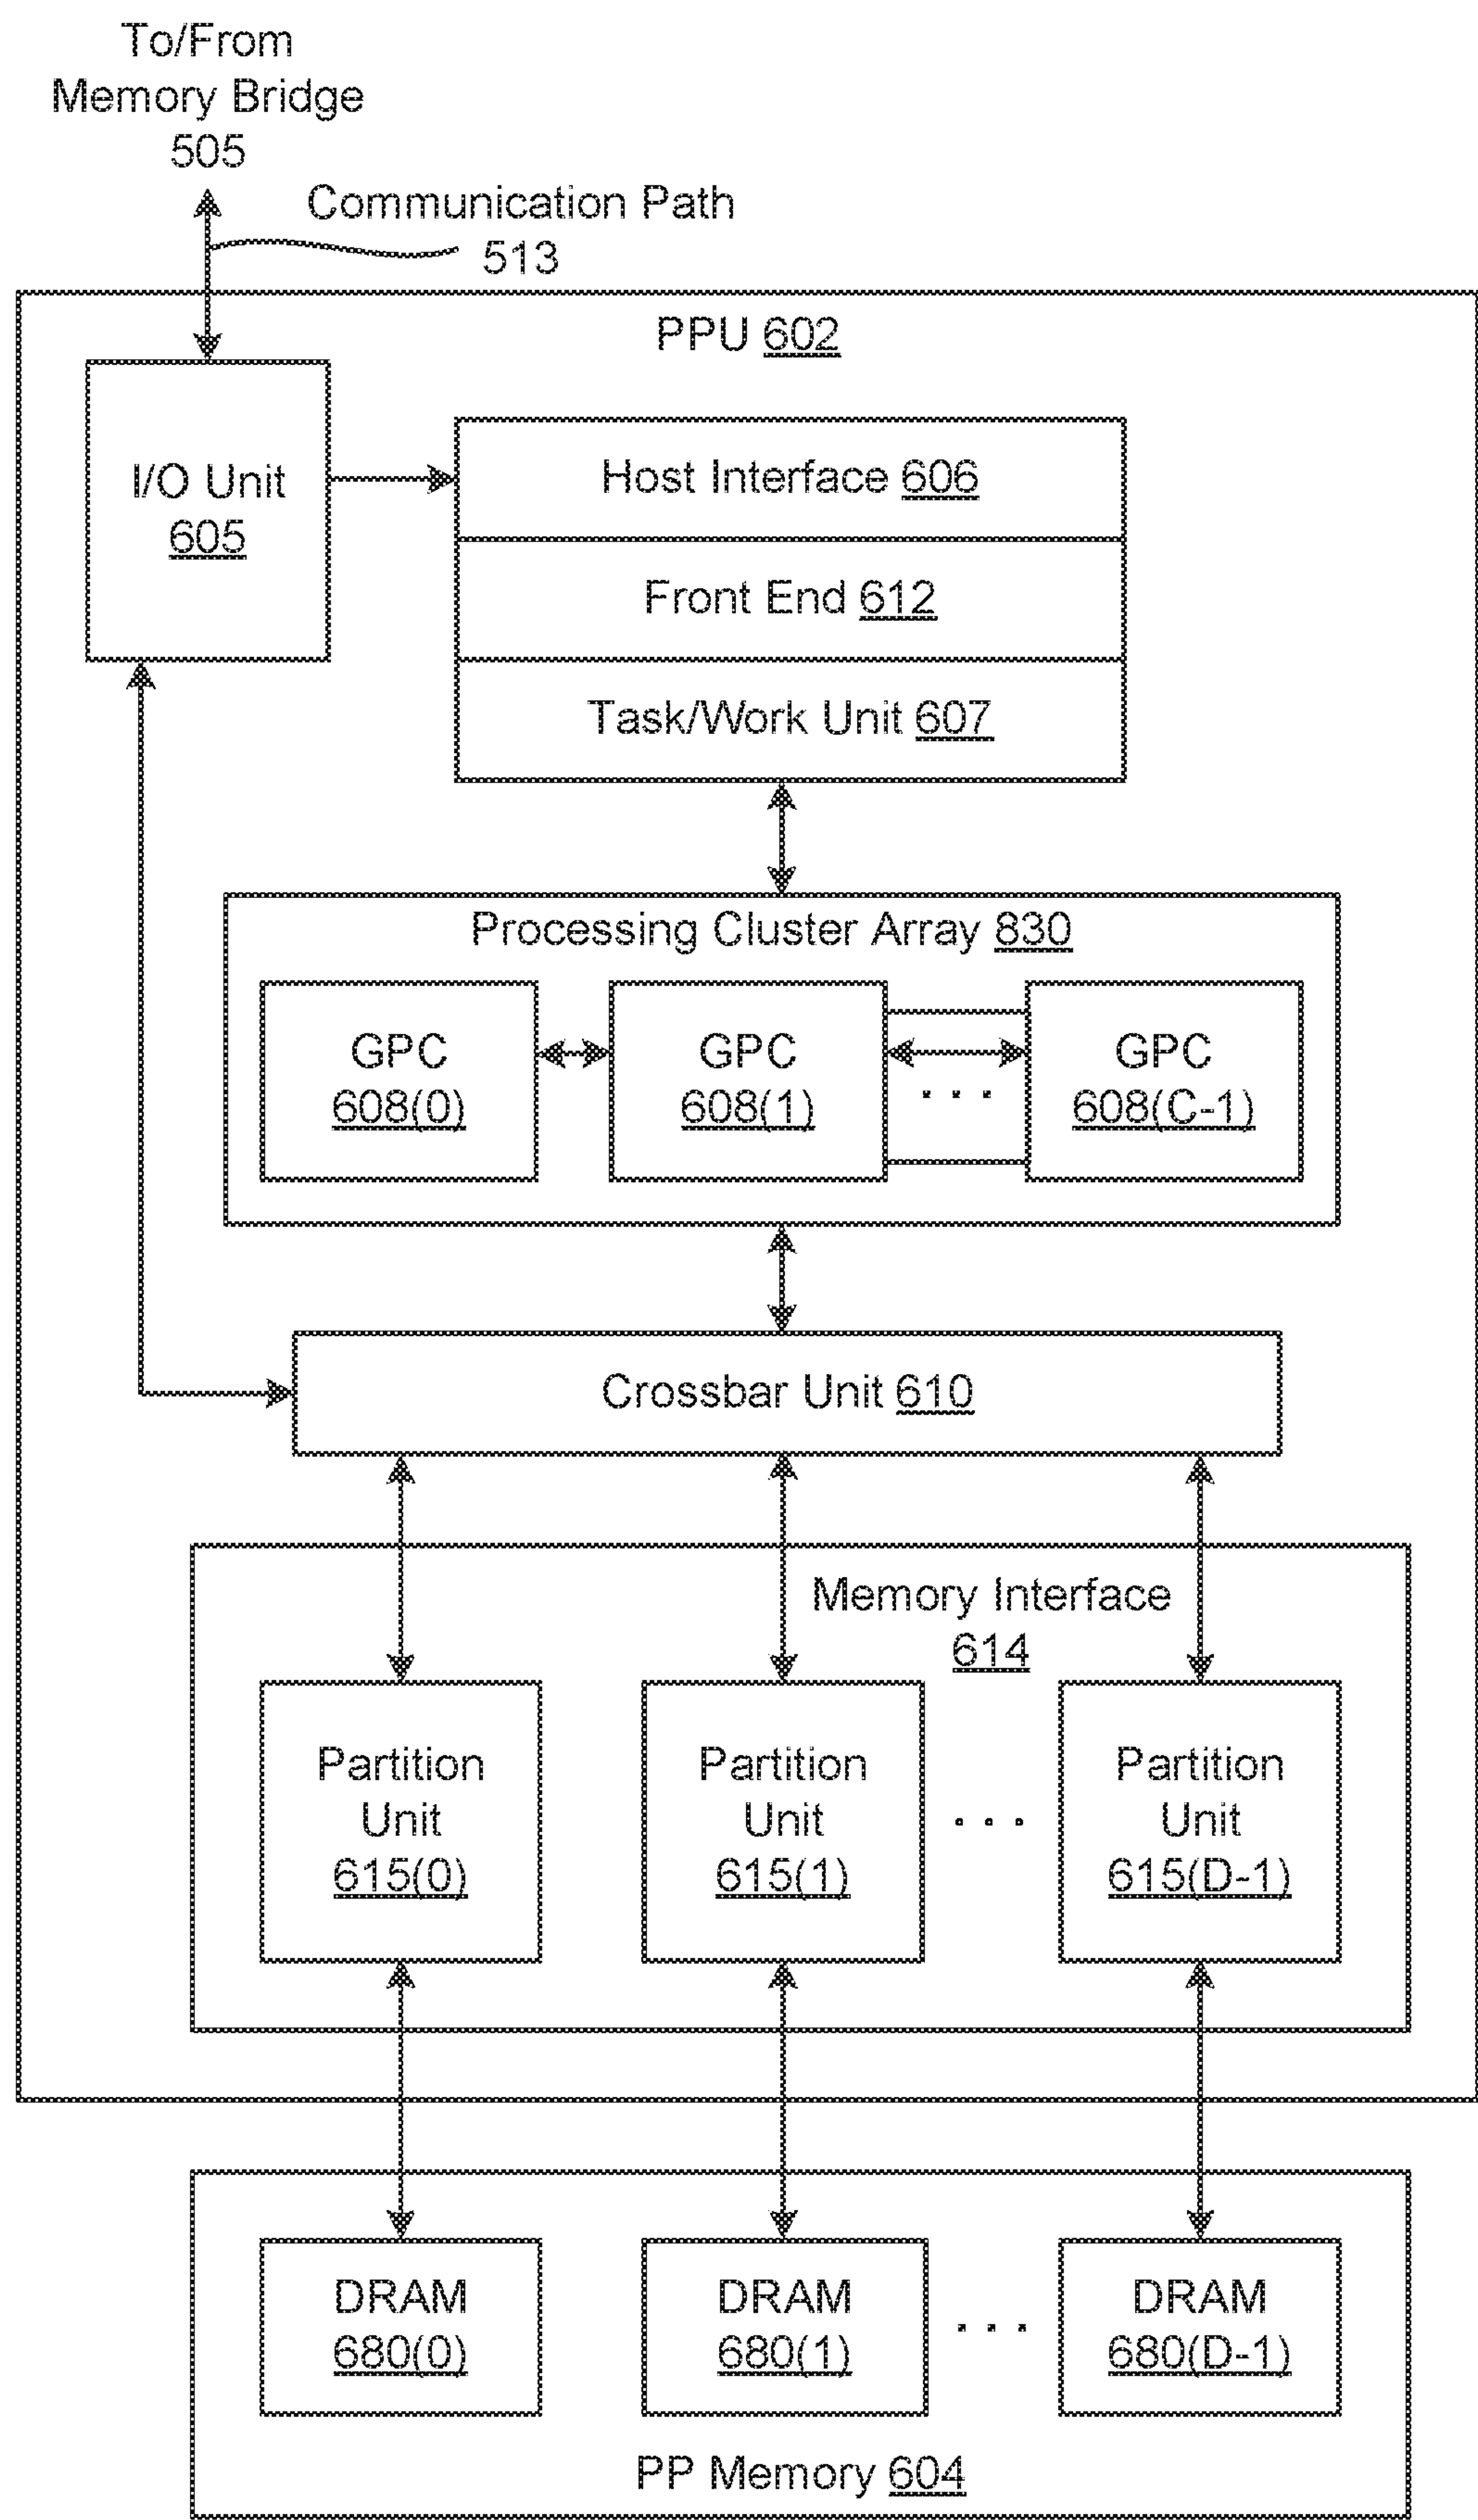 To/From
Memory Bridge
505
Communication Path
513
PPU 602
I/O Unit
605
Host Interface 606
Front End 612
Task/Work Unit 607
Processing Cluster Array 830
GPC
608(0)
GPC
608(1)
. . .
GPC
608(C-1)
Crossbar Unit 610
Memory Interface
614
Partition
Unit
615(0)
Partition
Unit
615(1)
. . .
Partition
Unit
615(D-1)
DRAM
680(0)
DRAM
680(1)
. . .
DRAM
680(D-1)
PP Memory 604